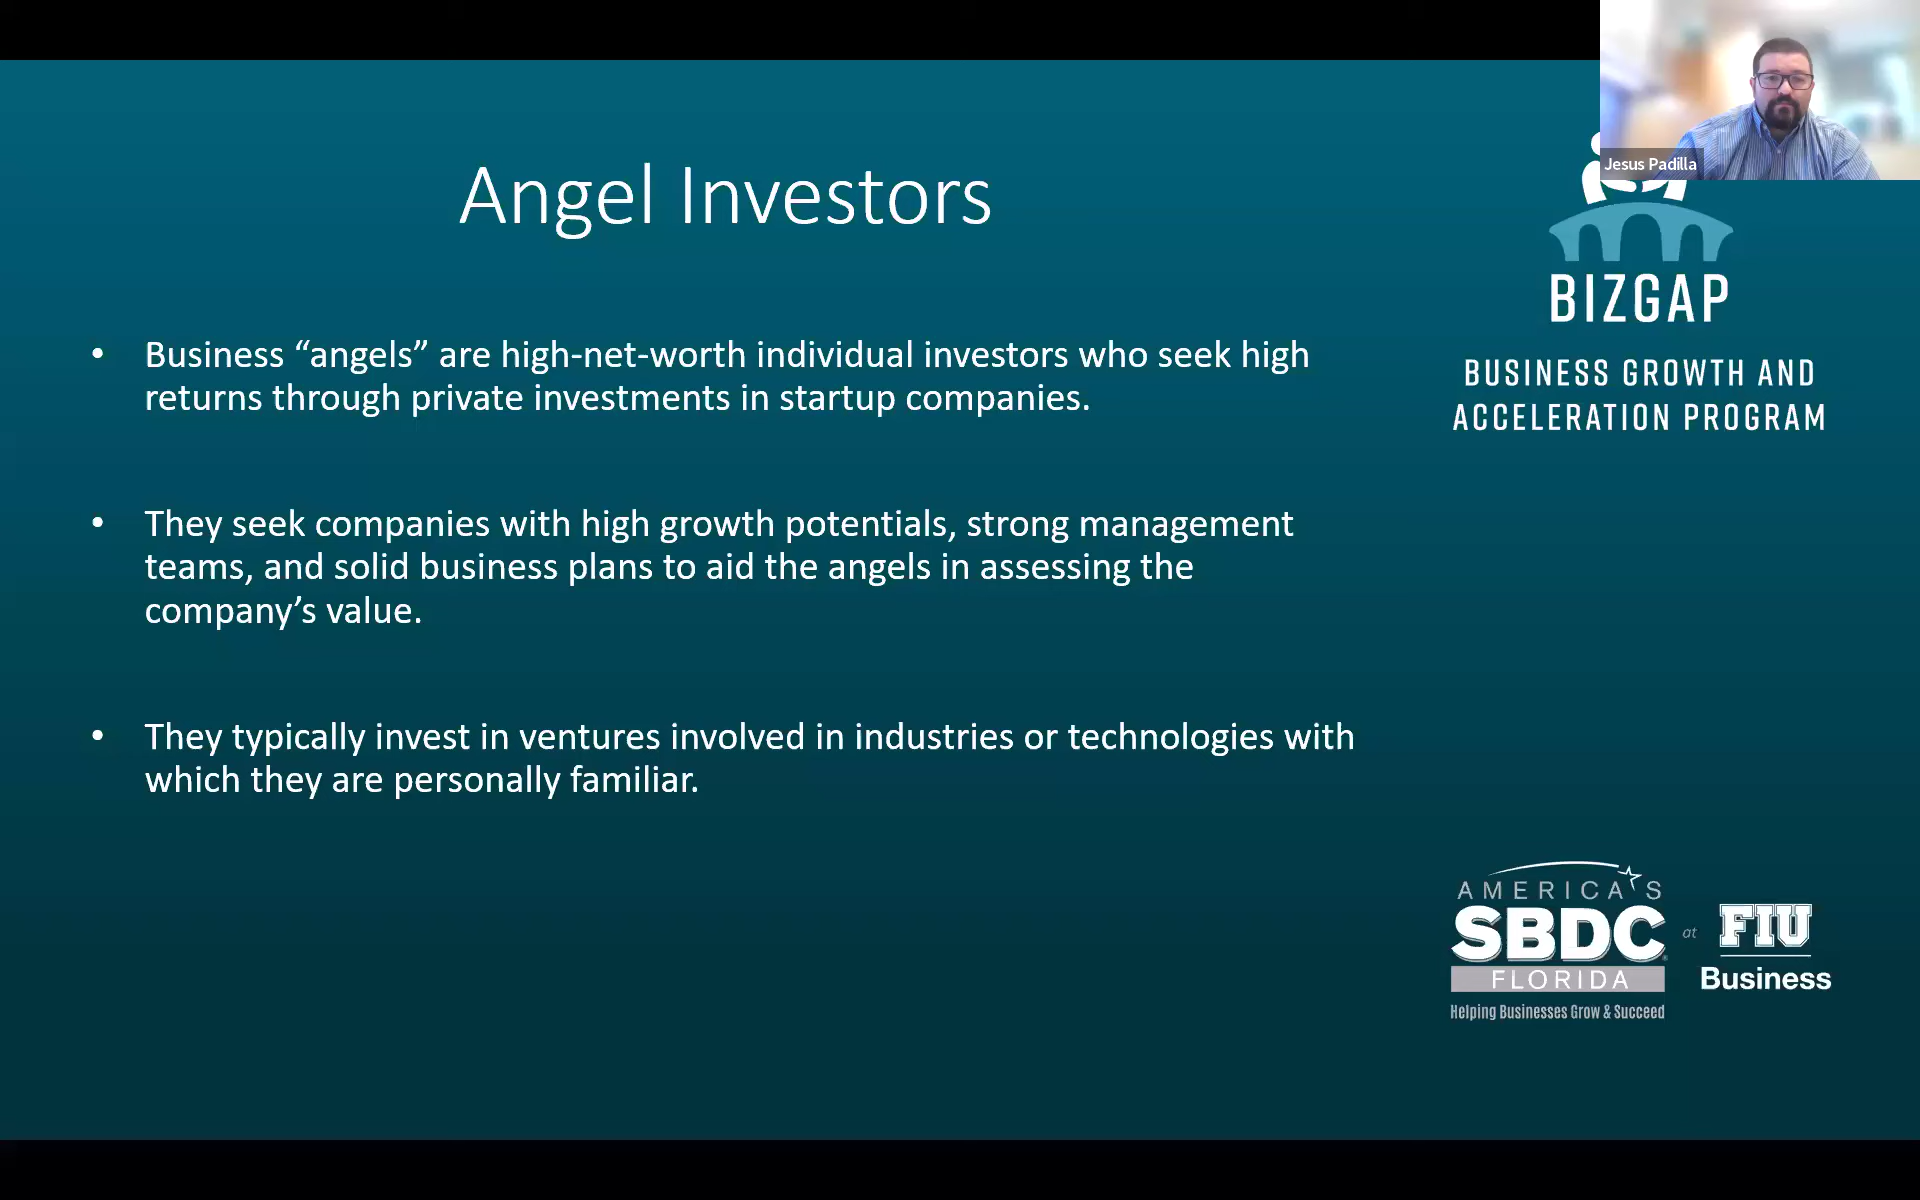 Jesus Padilla
Angel Investors
BIZGAP
BUSINESS GROWTH AND
ACCELERATION PROGRAM
• Business “angels” are high-net-worth individual investors who seek high
returns through private investments in startup companies.
• They seek companies with high growth potentials, strong management
teams, and solid business plans to aid the angels in assessing the
company’s value.
• They typically invest in ventures involved in industries or technologies with
which they are personally familiar.
AMERICA'S
SBDC
FLORIDA
Helping Businesses Grow & Succeed
at
FIU
Business